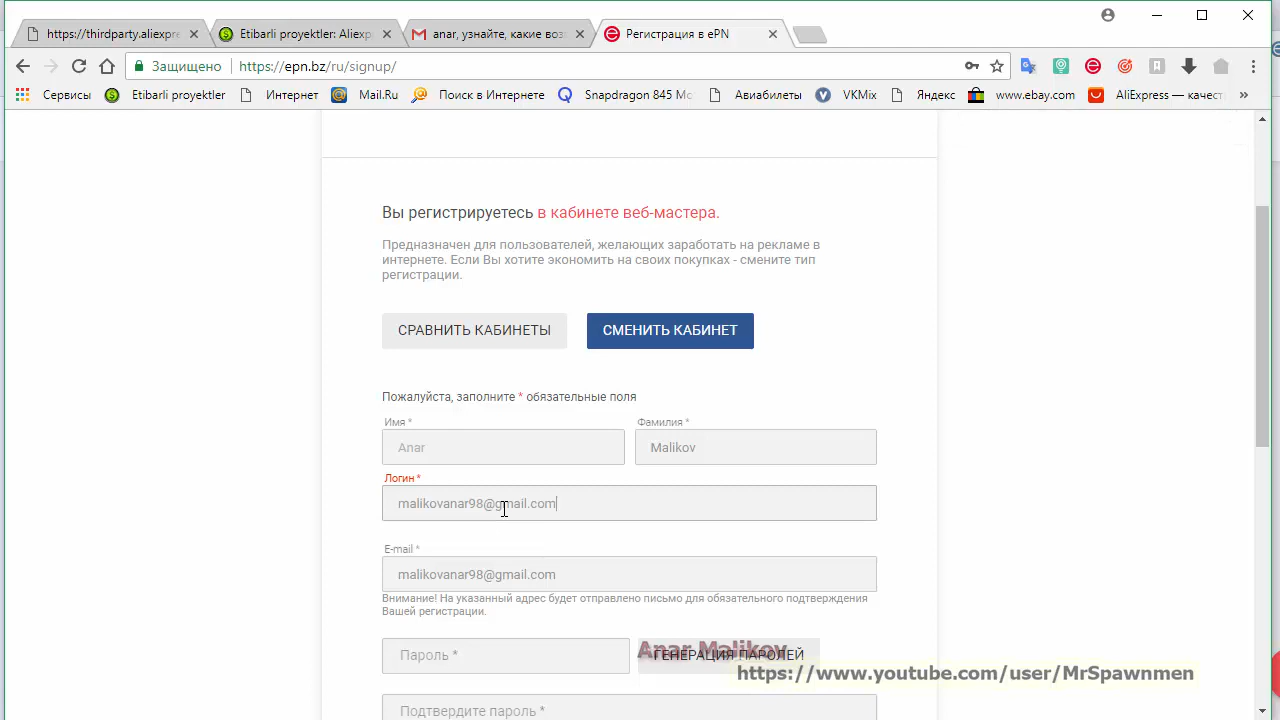 https://thirdparty.aliexpre
Etibarli proyektler: Aliexp
anar, узнайте, какие воз
Регистрация в ePN
Защищено
https://epn.bz/ru/signup/
Сервисы
Etibarli proyektler
Интернет
Mail.Ru
Поиск в Интернете
Snapdragon 845 Mo
Авиабилеты
VKMix
Яндекс
www.ebay.com
AliExpress — качест
Вы регистрируетесь в кабинете веб-мастера.
Предназначен для пользователей, желающих заработать на рекламе в
интернете. Если Вы хотите экономить на своих покупках - смените тип
регистрации.
СРАВНИТЬ КАБИНЕТЫ
СМЕНИТЬ КАБИНЕТ
Пожалуйста, заполните * обязательные поля
Имя *
Фамилия *
Anar
Malikov
Логин *
malikovanar98@gmail.com
E-mail *
malikovanar98@gmail.com
Внимание! На указанный адрес будет отправлено письмо для обязательного подтверждения
Вашей регистрации.
Пароль *
ГЕНЕРАЦИЯ ПАРОЛЕЙ
Anar Malikov
https://www.youtube.com/user/MrSpawnmen
Подтвердите пароль *